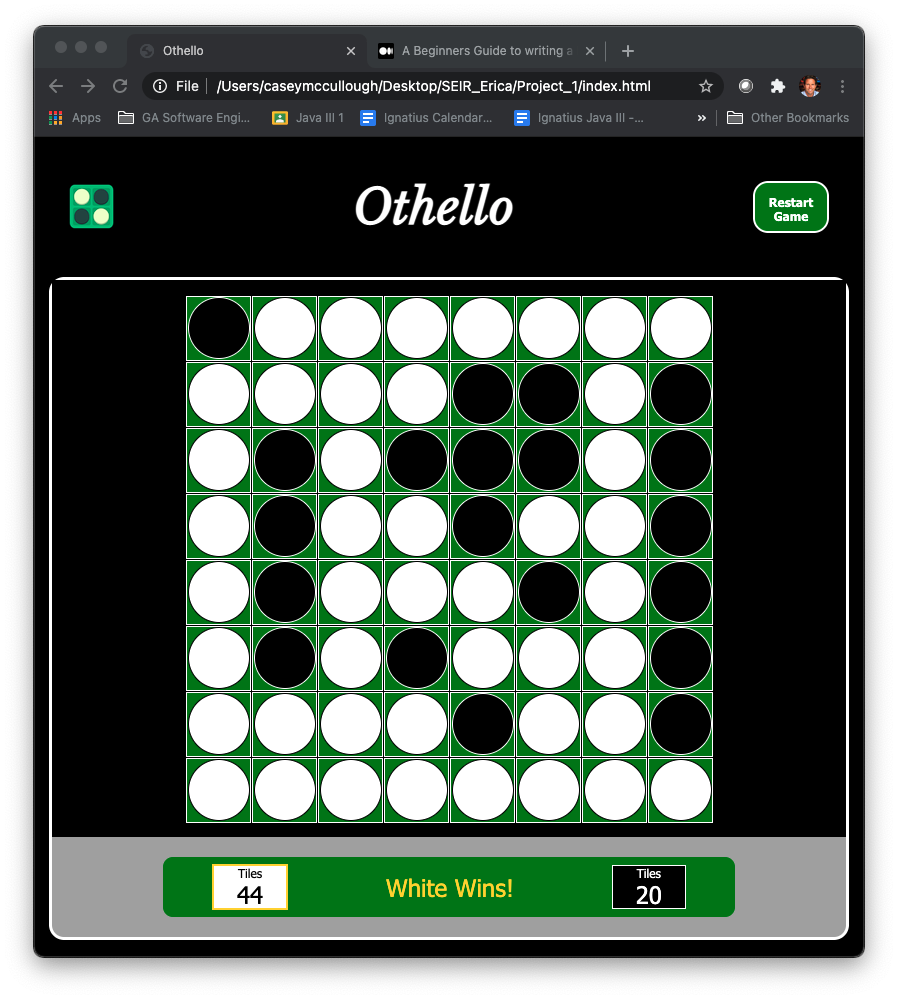 Othello
A Beginners Guide to writing a
File /Users/caseymccullough/Desktop/SEIR_Erica/Project_1/index.html
Apps GA Software Engi... Java III 1 Ignatius Calendar... Ignatius Java III -... » Other Bookmarks
Othello
Restart
Game
Tiles
44
White Wins!
Tiles
20